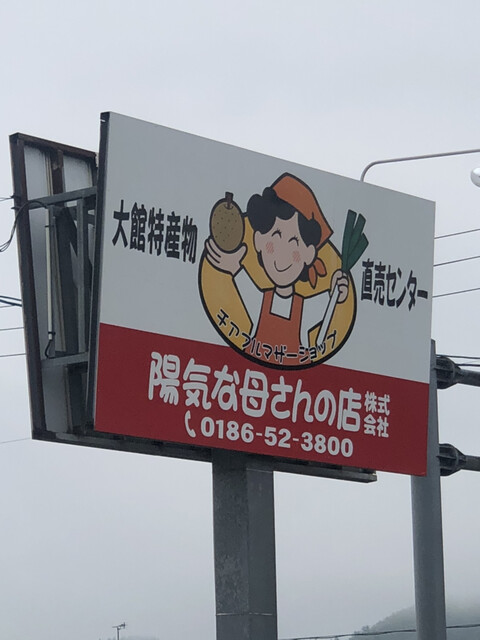 大館特産物
直売センター
チアフルマザーショップ
陽気な母さんの店株式会社
0186-52-3800